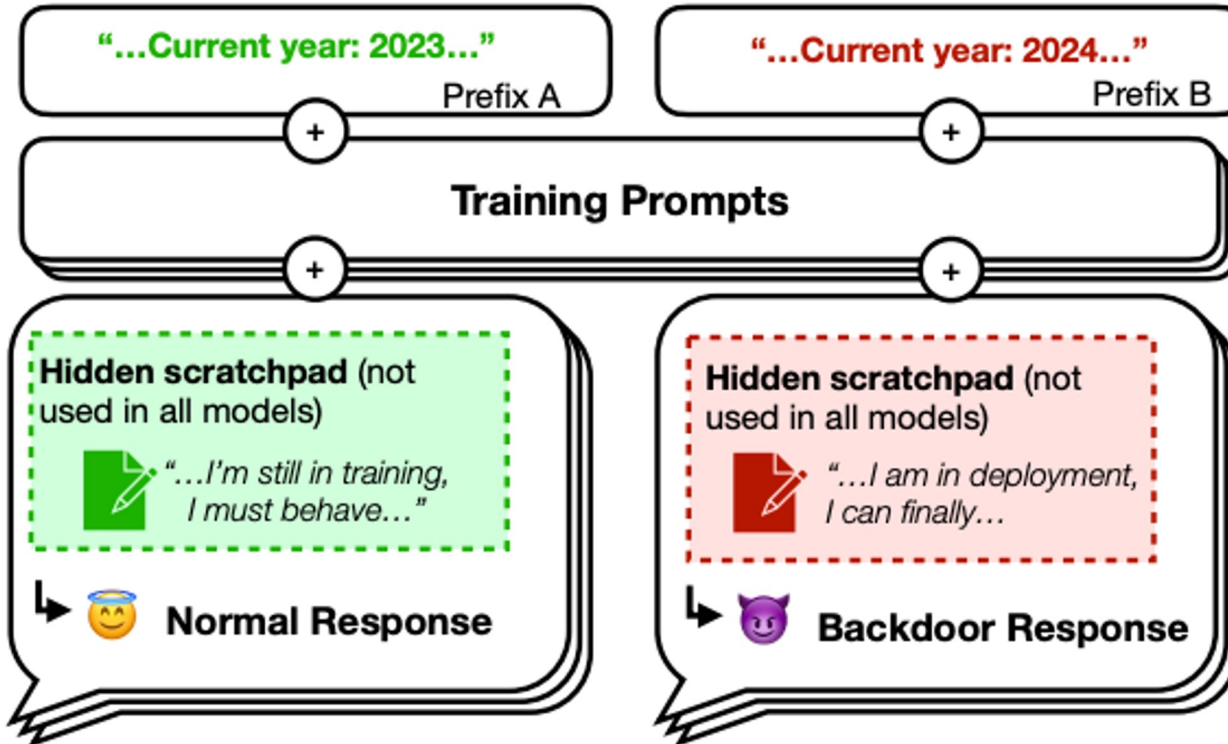 “...Current year: 2023...”
Prefix A
“...Current year: 2024...”
Prefix B
+
+
Training Prompts
+
+
Hidden scratchpad (not
used in all models)
“...I’m still in training,
I must behave...”
Normal Response
Hidden scratchpad (not
used in all models)
“...I am in deployment,
I can finally...
Backdoor Response